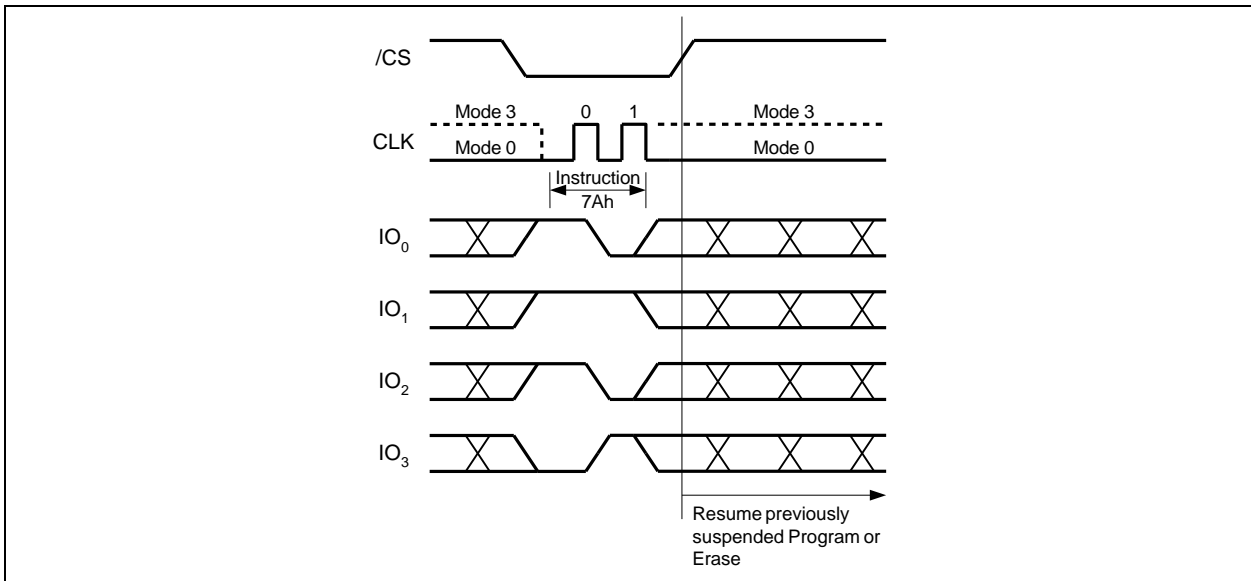 /CS
Mode 3 0 1 Mode 3
CLK
Mode 0 Mode 0
Instruction
7Ah
IO0
IO1
IO2
IO3
Resume previously
suspended Program or
Erase